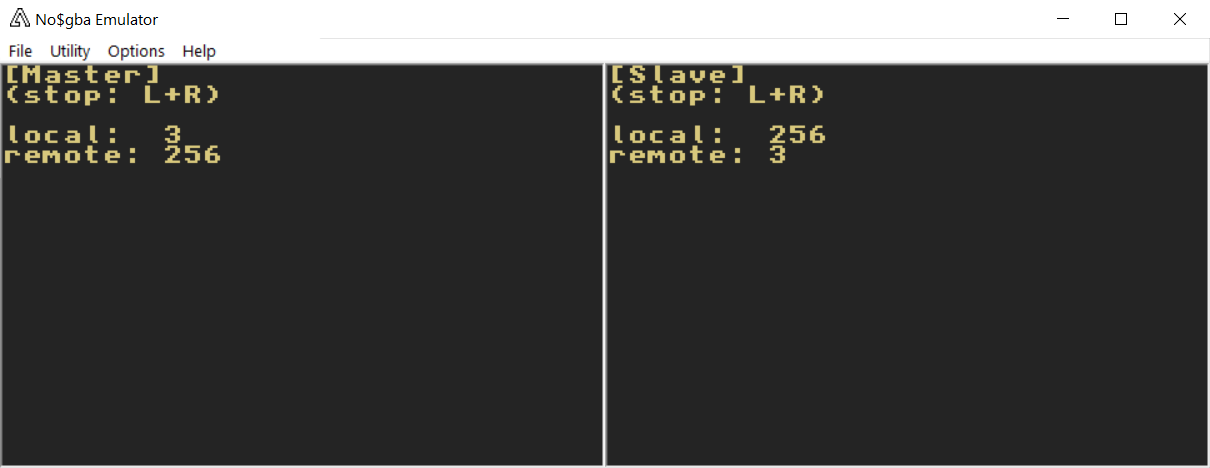 No$gba Emulator
File Utility Options Help
[Master]
(stop: L+R)
local: 3
remote: 256
[Slave]
(stop: L+R)
local: 256
remote: 3